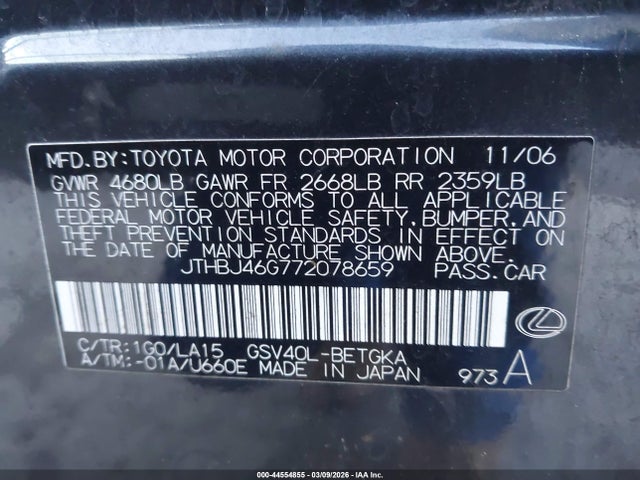 MFD.BY:TOYOTA MOTOR CORPORATION 11/06
GVWR 4680LB GAWR FR 2668LB RR 2359LB
THIS VEHICLE CONFORMS TO ALL APPLICABLE
FEDERAL MOTOR VEHICLE SAFETY,BUMPER,AND
THEFT PREVENTION STANDARDS IN EFFECT ON
THE DATE OF MANUFACTURE SHOWN ABOVE.
JTHBJ46G772078659 PASS.CAR
C/TR:1G0/LA15 GSV40L-BETGKA
A/TM:-01A/U660E MADE IN JAPAN 973 A
000-44554855 - 03/09/2026 - IAA Inc.